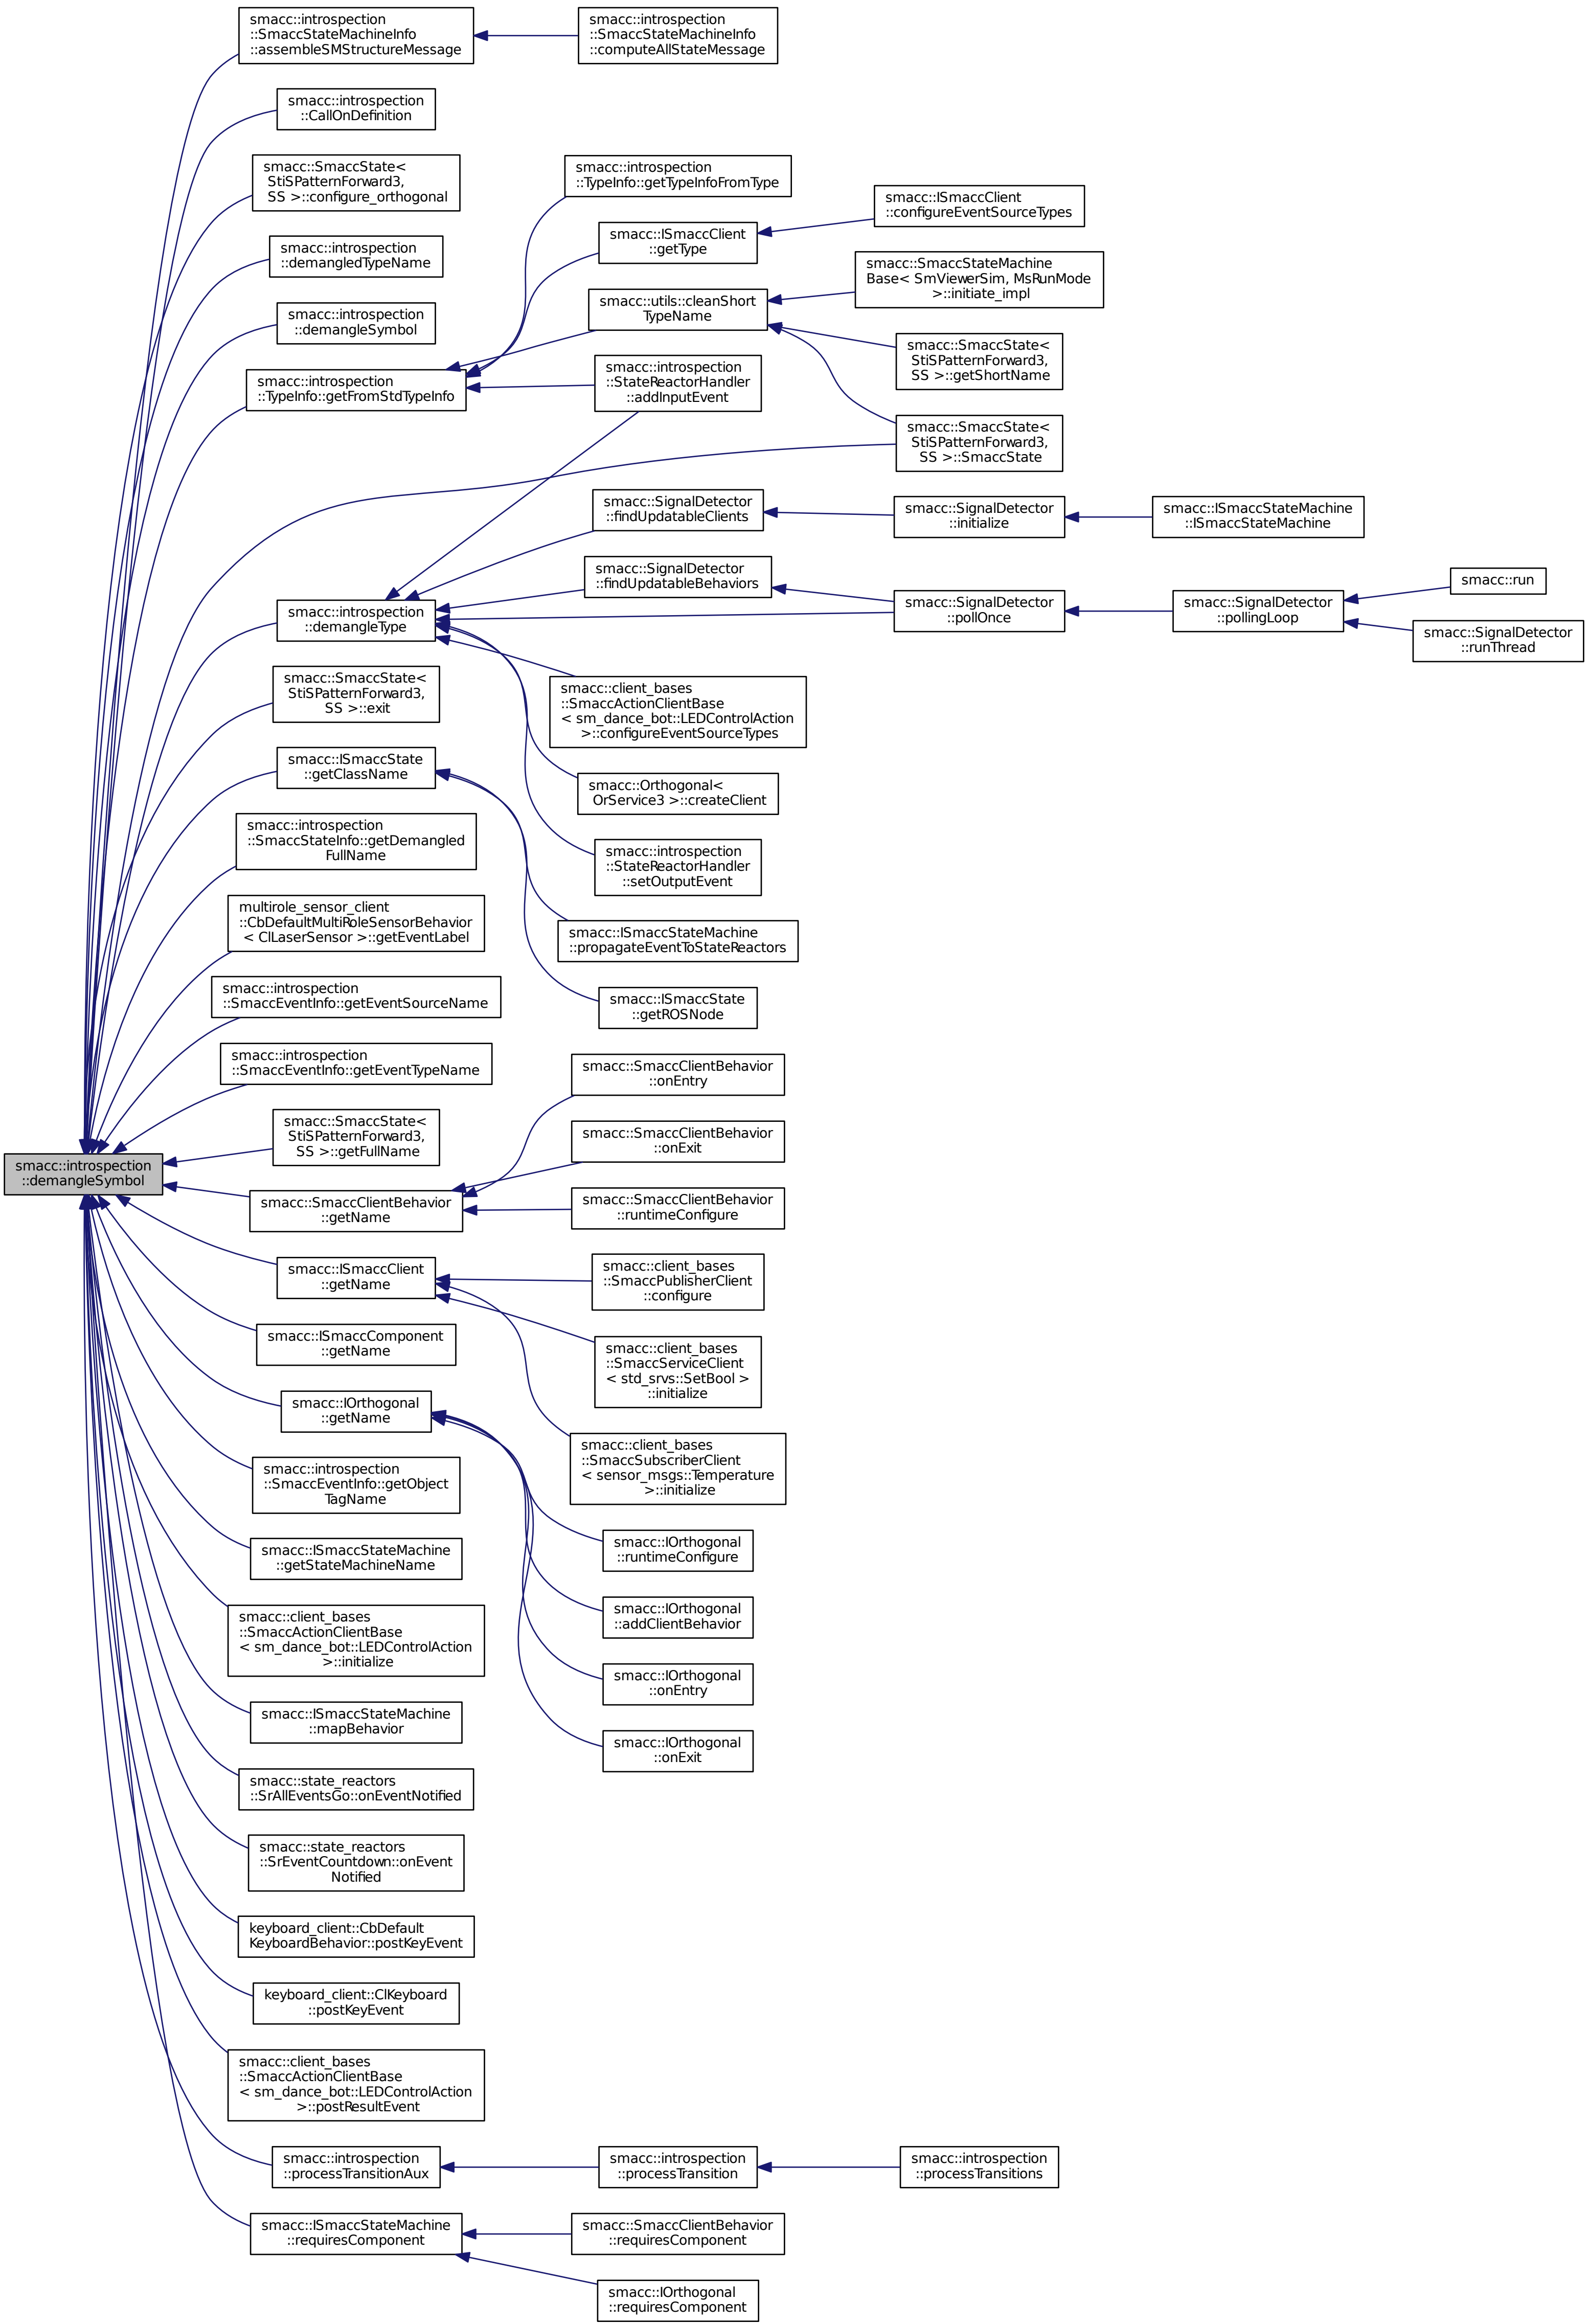 smacc::introspection
::SmaccStateMachineInfo
::assembleSMStructureMessage
smacc::introspection
::SmaccStateMachineInfo
::computeAllStateMessage
smacc::introspection
::CallOnDefinition
smacc::SmaccState<
StiSPatternForward3,
SS >::configure_orthogonal
smacc::introspection
::TypeInfo::getTypeInfoFromType
smacc::ISmaccClient
::configureEventSourceTypes
smacc::introspection
::demangledTypeName
smacc::ISmaccClient
::getType
smacc::SmaccStateMachine
Base< SmViewerSim, MsRunMode
>::initiate_impl
smacc::introspection
::demangleSymbol
smacc::utils::cleanShort
TypeName
smacc::SmaccState<
StiSPatternForward3,
SS >::getShortName
smacc::introspection
::TypeInfo::getFromStdTypeInfo
smacc::introspection
::StateReactorHandler
::addInputEvent
smacc::SmaccState<
StiSPatternForward3,
SS >::SmaccState
smacc::SignalDetector
::findUpdatableClients
smacc::SignalDetector
::initialize
smacc::ISmaccStateMachine
::ISmaccStateMachine
smacc::SignalDetector
::findUpdatableBehaviors
smacc::run
smacc::introspection
::demangleType
smacc::SignalDetector
::pollOnce
smacc::SignalDetector
::pollingLoop
smacc::SignalDetector
::runThread
smacc::SmaccState<
StiSPatternForward3,
SS >::exit
smacc::client_bases
::SmaccActionClientBase
< sm_dance_bot::LEDControlAction
>::configureEventSourceTypes
smacc::ISmaccState
::getClassName
smacc::Orthogonal<
OrService3 >::createClient
smacc::introspection
::SmaccStateInfo::getDemangled
FullName
smacc::introspection
::StateReactorHandler
::setOutputEvent
multirole_sensor_client
::CbDefaultMultiRoleSensorBehavior
< ClLaserSensor >::getEventLabel
smacc::ISmaccStateMachine
::propagateEventToStateReactors
smacc::introspection
::SmaccEventInfo::getEventSourceName
smacc::ISmaccState
::getROSNode
smacc::introspection
::SmaccEventInfo::getEventTypeName
smacc::SmaccClientBehavior
::onEntry
smacc::SmaccState<
StiSPatternForward3,
SS >::getFullName
smacc::SmaccClientBehavior
::onExit
smacc::introspection
::demangleSymbol
smacc::SmaccClientBehavior
::getName
smacc::SmaccClientBehavior
::runtimeConfigure
smacc::ISmaccClient
::getName
smacc::client_bases
::SmaccPublisherClient
::configure
smacc::ISmaccComponent
::getName
smacc::client_bases
::SmaccServiceClient
< std_srvs::SetBool >
::initialize
smacc::IOrthogonal
::getName
smacc::client_bases
::SmaccSubscriberClient
< sensor_msgs::Temperature
>::initialize
smacc::introspection
::SmaccEventInfo::getObject
TagName
smacc::IOrthogonal
::runtimeConfigure
smacc::ISmaccStateMachine
::getStateMachineName
smacc::IOrthogonal
::addClientBehavior
smacc::client_bases
::SmaccActionClientBase
< sm_dance_bot::LEDControlAction
>::initialize
smacc::IOrthogonal
::onEntry
smacc::ISmaccStateMachine
::mapBehavior
smacc::IOrthogonal
::onExit
smacc::state_reactors
::SrAllEventsGo::onEventNotified
smacc::state_reactors
::SrEventCountdown::onEvent
Notified
keyboard_client::CbDefault
KeyboardBehavior::postKeyEvent
keyboard_client::ClKeyboard
::postKeyEvent
smacc::client_bases
::SmaccActionClientBase
< sm_dance_bot::LEDControlAction
>::postResultEvent
smacc::introspection
::processTransitionAux
smacc::introspection
::processTransition
smacc::introspection
::processTransitions
smacc::ISmaccStateMachine
::requiresComponent
smacc::SmaccClientBehavior
::requiresComponent
smacc::IOrthogonal
::requiresComponent